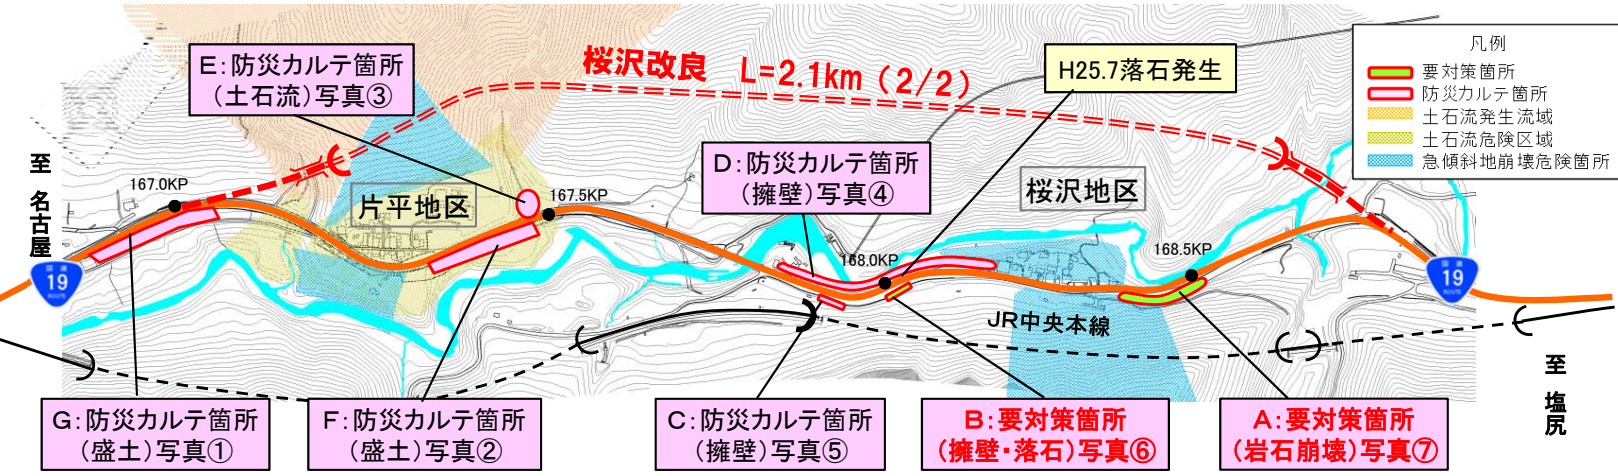 E：防災カルテ箇所
（土石流）写真③
桜沢改良 L=2.1km（2/2）
H25.7落石発生
凡例
要対策箇所
防災カルテ箇所
土石流発生流域
土石流危険区域
急傾斜地崩壊危険箇所
至 名古屋
167.0KP
片平地区
167.5KP
D：防災カルテ箇所
（擁壁）写真④
桜沢地区
168.0KP
168.5KP
国道
19
ROUTE
国道
19
ROUTE
JR中央本線
至 塩尻
G：防災カルテ箇所
（盛土）写真①
F：防災カルテ箇所
（盛土）写真②
C：防災カルテ箇所
（擁壁）写真⑤
B：要対策箇所
（擁壁・落石）写真⑥
A：要対策箇所
（岩石崩壊）写真⑦